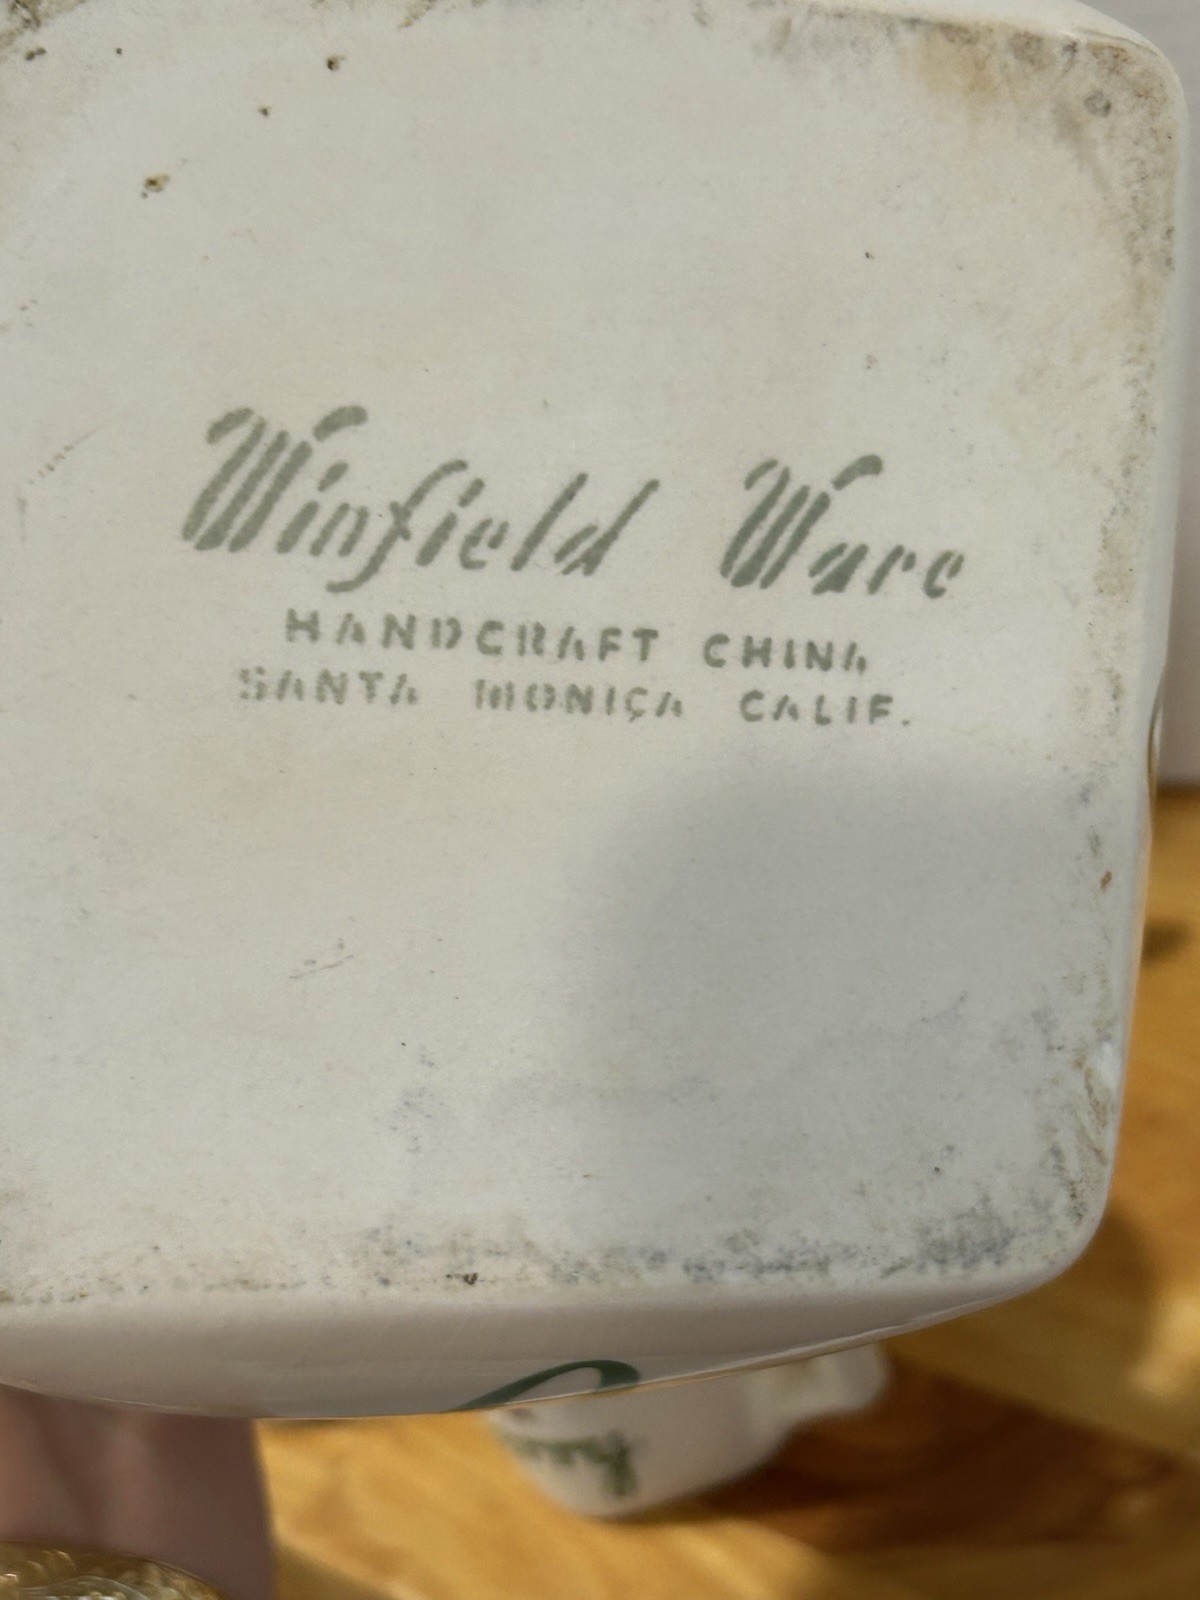 Winfield Ware
HANDCRAFT CHINA
SANTA MONICA CALIF.